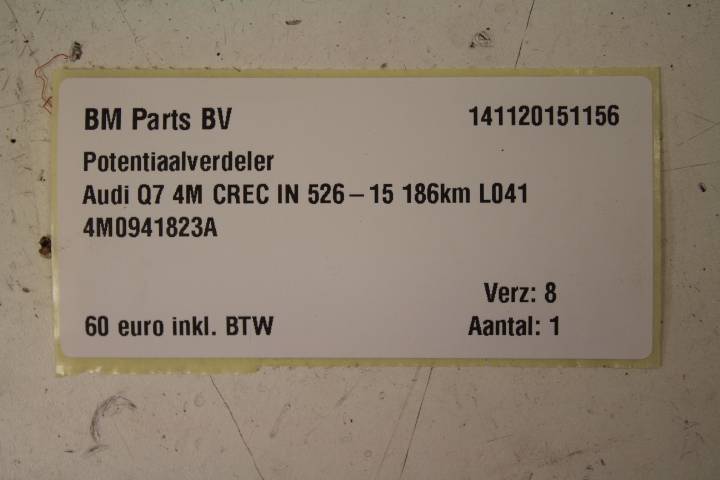 BM Parts BV 141120151156
Potentiaalverdeler
Audi Q7 4M CREC IN 526-15 186km L041
4M0941823A
Verz: 8
60 euro inkl. BTW Aantal: 1